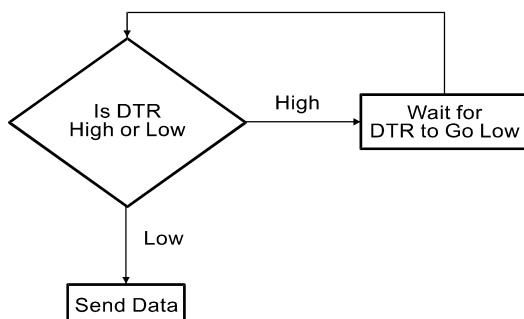 Is DTR
High or Low
High
Wait for
DTR to Go Low
Low
Send Data